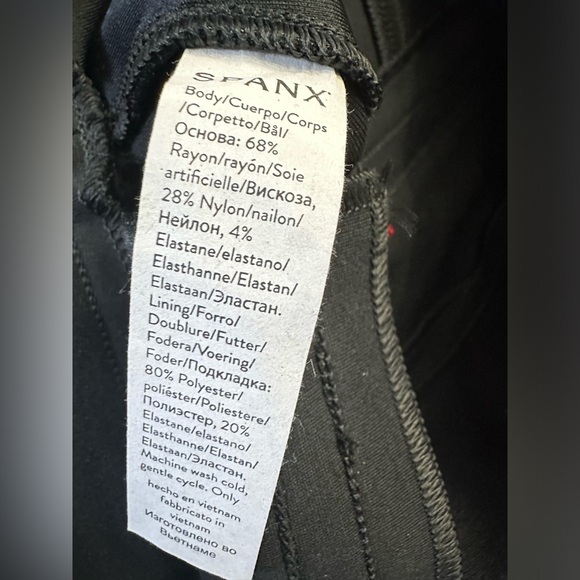 SPANX
Body/Cuerpo/Corps
/Corpetto/Bål/
Основа: 68%
Rayon/rayón/Soie
artificielle/Вискоза,
28% Nylon/nailon/
Нейлон, 4%
Elastane/elastano/
Elasthanne/Elastan/
Elastaan/Эластан.
Lining/Forro/
Doublure/Futter/
Fodera/Voering/
Foder/Подкладка:
80% Polyester/
poliéster/Poliestere/
Полиэстер, 20%
Elastane/elastano/
Elasthanne/Elastan/
Elastaan/Эластан.
Machine wash cold,
gentle cycle. Only
hecho en vietnam
fabbricato in
vietnam
Изготовлено во
Вьетнаме